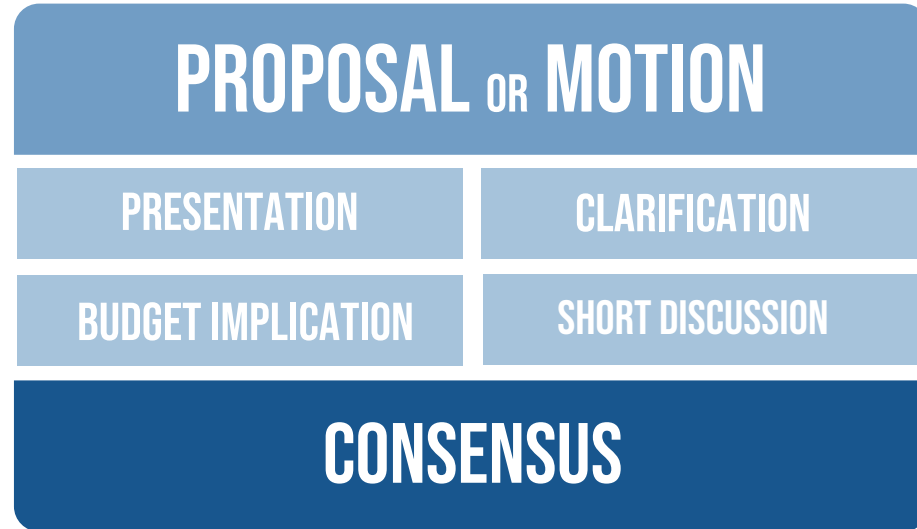 PROPOSAL OR MOTION
PRESENTATION
CLARIFICATION
BUDGET IMPLICATION
SHORT DISCUSSION
CONSENSUS